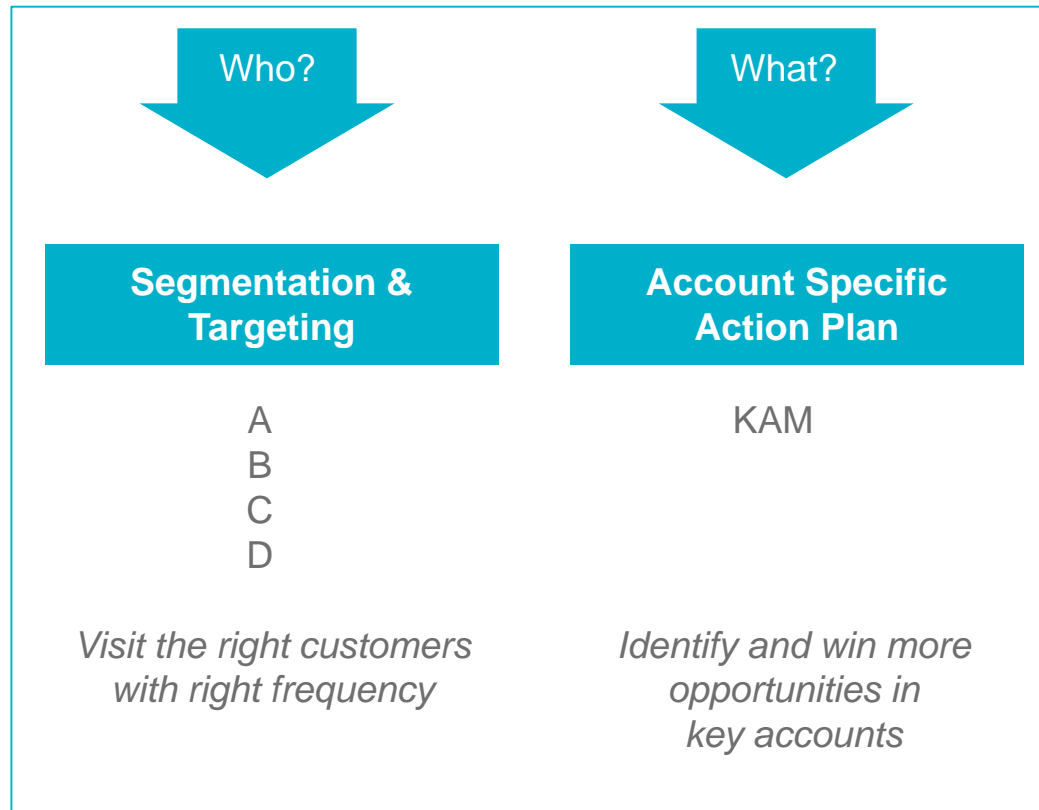 Who?
Segmentation &
Targeting
A
B
C
D
Visit the right customers
with right frequency
What?
Account Specific
Action Plan
KAM
Identify and win more
opportunities in
key accounts